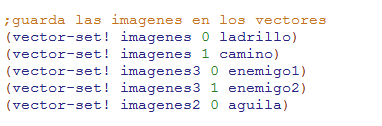 ;guarda las imagenes en los vectores
(vector-set! imagenes 0 ladrillo)
(vector-set! imagenes 1 camino)
(vector-set! imagenes3 0 enemigo1)
(vector-set! imagenes3 1 enemigo2)
(vector-set! imagenes2 0 aguila)